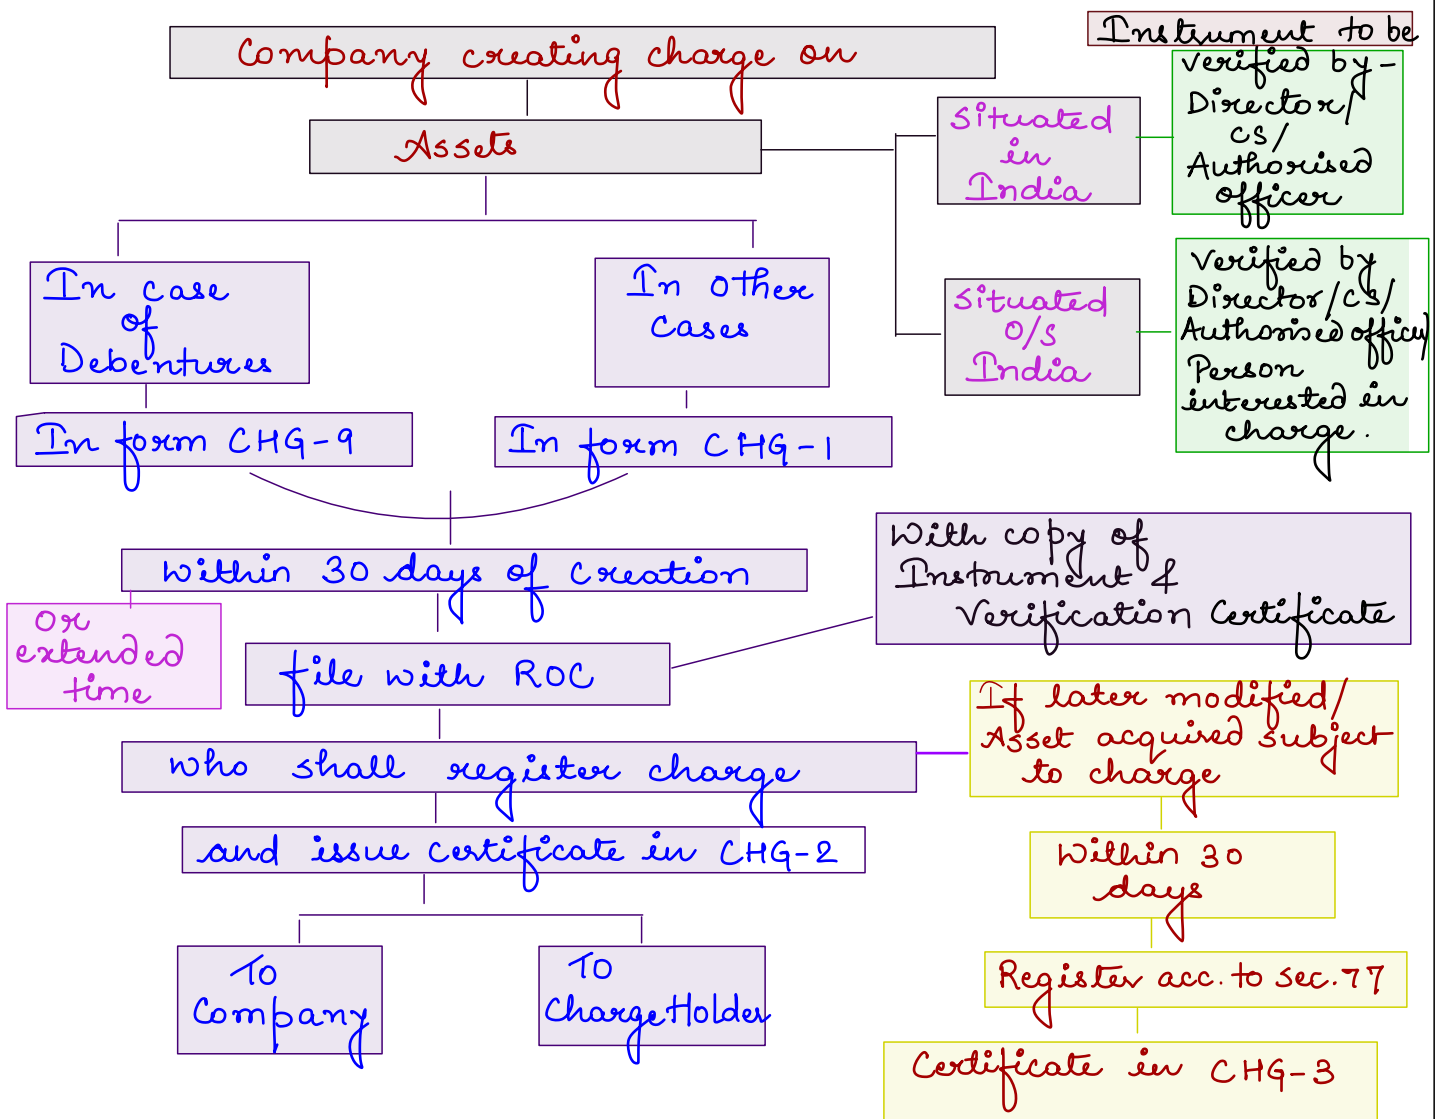 Company creating charge on
Assets
Instrument to be
verified by -
Director/
CS/
Authorised
officer
Situated
in
India
Situated
O/S
India
Verified by
Director/CS/
Authorised officer/
Person
interested in
charge.
In case
of
Debentures
In other
cases
In form CHG-9
In form CHG-1
Within 30 days of Creation
Or
extended
time
file with ROC
With copy of
Instrument &
Verification Certificate
who shall register charge
If later modified/
Asset acquired subject
to charge
and issue certificate in CHG-2
Within 30
days
To
Company
To
ChargeHolder
Register acc. to sec.77
Certificate in CHG-3